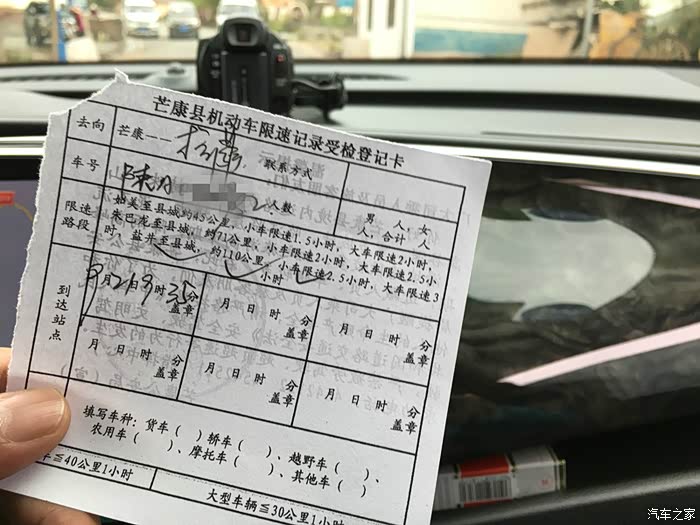 芒康县机动车限速记录受检登记卡
去向 芒康— 联系方式
车号 陕A 2 人数 男 人，女 人，合计 人
限速路段 如美至县城约45公里，小车限速1.5小时，大车限速2小时，
朱巴龙至县城，约71公里，小车限速2小时，大车限速2.5小
时，盐井至县城，约110公里，小车限速2.5小时，大车限速3
小时
到达站点 9月21日9时35分盖章 月 日 时 分盖章 月 日 时 分盖章
月 日 时 分盖章 月 日 时 分盖章 月 日 时 分盖章
填写车种：货车（ ）轿车（ ）、越野车（ ）、
农用车（ ）、摩托车（ ）、其他车（ ）
≦40公里1小时 大型车辆≦30公里1小时
汽车之家